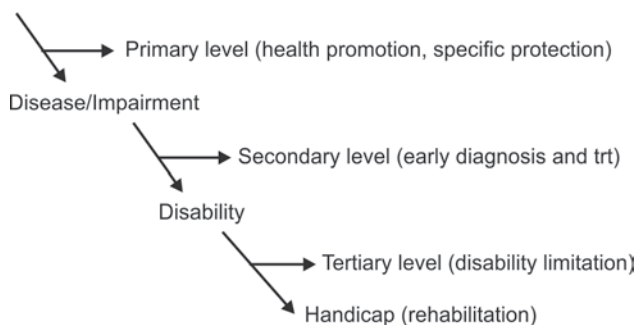 Primary level (health promotion, specific protection)
Disease/Impairment
Secondary level (early diagnosis and trt)
Disability
Tertiary level (disability limitation)
Handicap (rehabilitation)